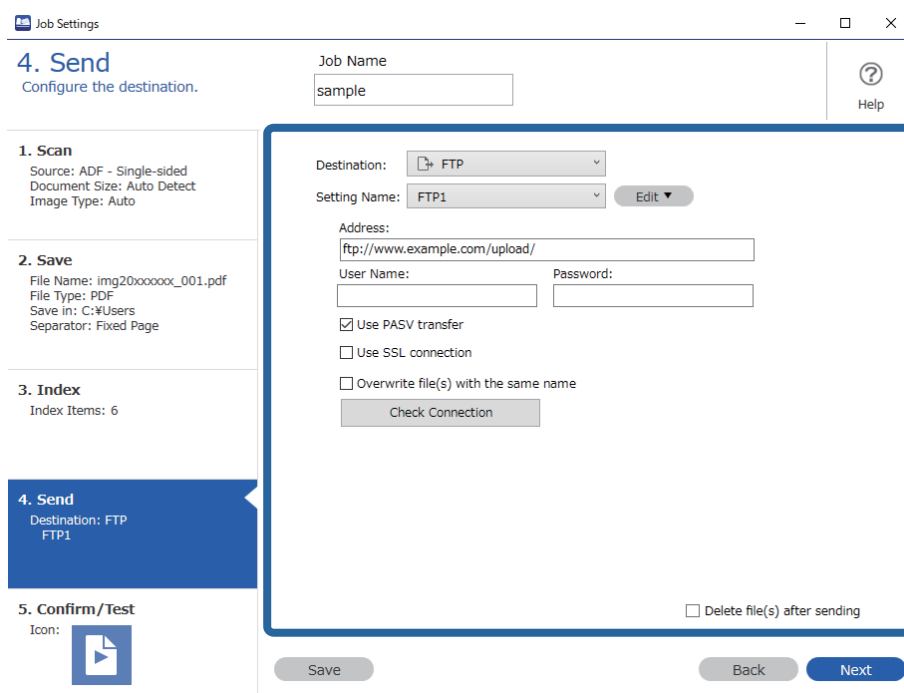 Job Settings
4. Send
Configure the destination.
Job Name
sample
Help
1. Scan
Source: ADF - Single-sided
Document Size: Auto Detect
Image Type: Auto
2. Save
File Name: img20xxxxxx_001.pdf
File Type: PDF
Save in: C:¥Users
Separator: Fixed Page
3. Index
Index Items: 6
4. Send
Destination: FTP
FTP1
5. Confirm/Test
Icon:
Destination: FTP
Setting Name: FTP1 Edit ▼
Address:
ftp://www.example.com/upload/
User Name: Password:
Use PASV transfer
Use SSL connection
Overwrite file(s) with the same name
Check Connection
Delete file(s) after sending
Save Back Next